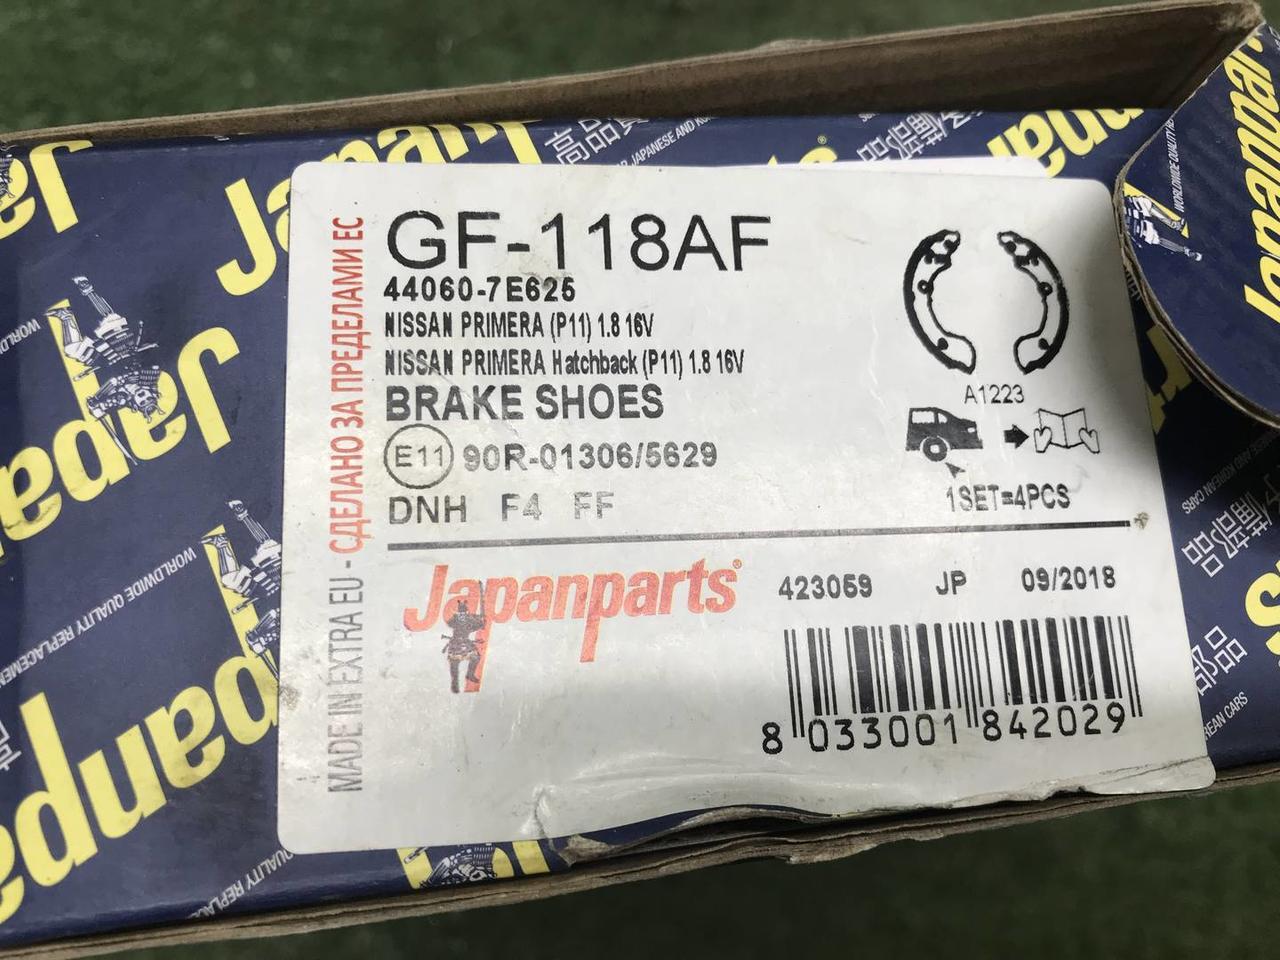 GF-118AF
44060-7E625
NISSAN PRIMERA (P11) 1.8 16V
NISSAN PRIMERA Hatchback (P11) 1.8 16V
BRAKE SHOES
E11 90R-01306/5629
DNH F4 FF
A1223
1SET=4PCS
MADE IN EXTRA EU - СДЕЛАНО ЗА ПРЕДЕЛАМИ ЕС
Japanparts
423059 JP 09/2018
8 033001 842029
Japanparts
WORLDWIDE QUALITY REPLACEMENT